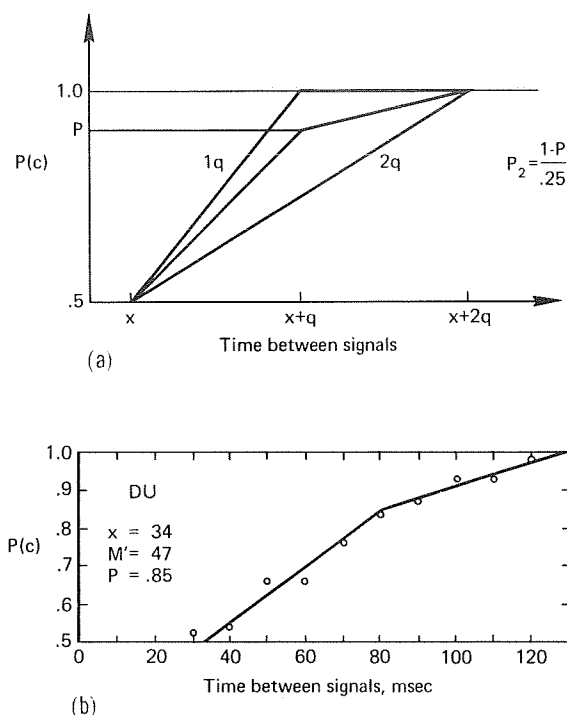 1.0
P
P(c)
1q
2q
P₂ = 1-P / .25
.5
x
x+q
x+2q
Time between signals
(a)
1.0
.9
.8
P(c)
.7
.6
.5
DU
x = 34
M' = 47
P = .85
0
20
40
60
80
100
120
Time between signals, msec
(b)